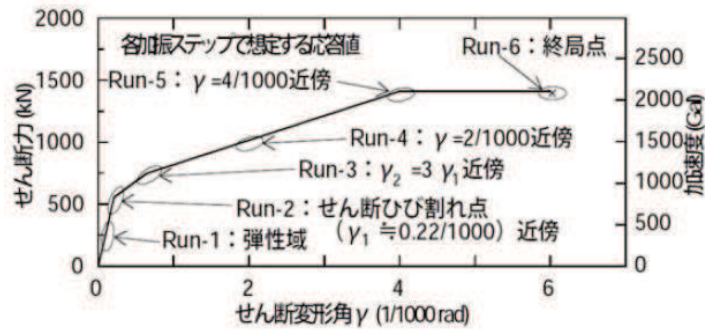 各加振ステップで想定する応答値
Run-6：終局点
Run-5：γ=4/1000近傍
Run-4：γ=2/1000近傍
Run-3：γ2=3 γ1近傍
Run-2：せん断ひび割れ点
(γ1≒0.22/1000) 近傍
Run-1：弾性域
せん断力 (kN)
2000
1500
1000
500
0
加速度 (Gal)
2500
2000
1500
1000
500
0
0 2 4 6
せん断変形角γ (1/1000 rad)